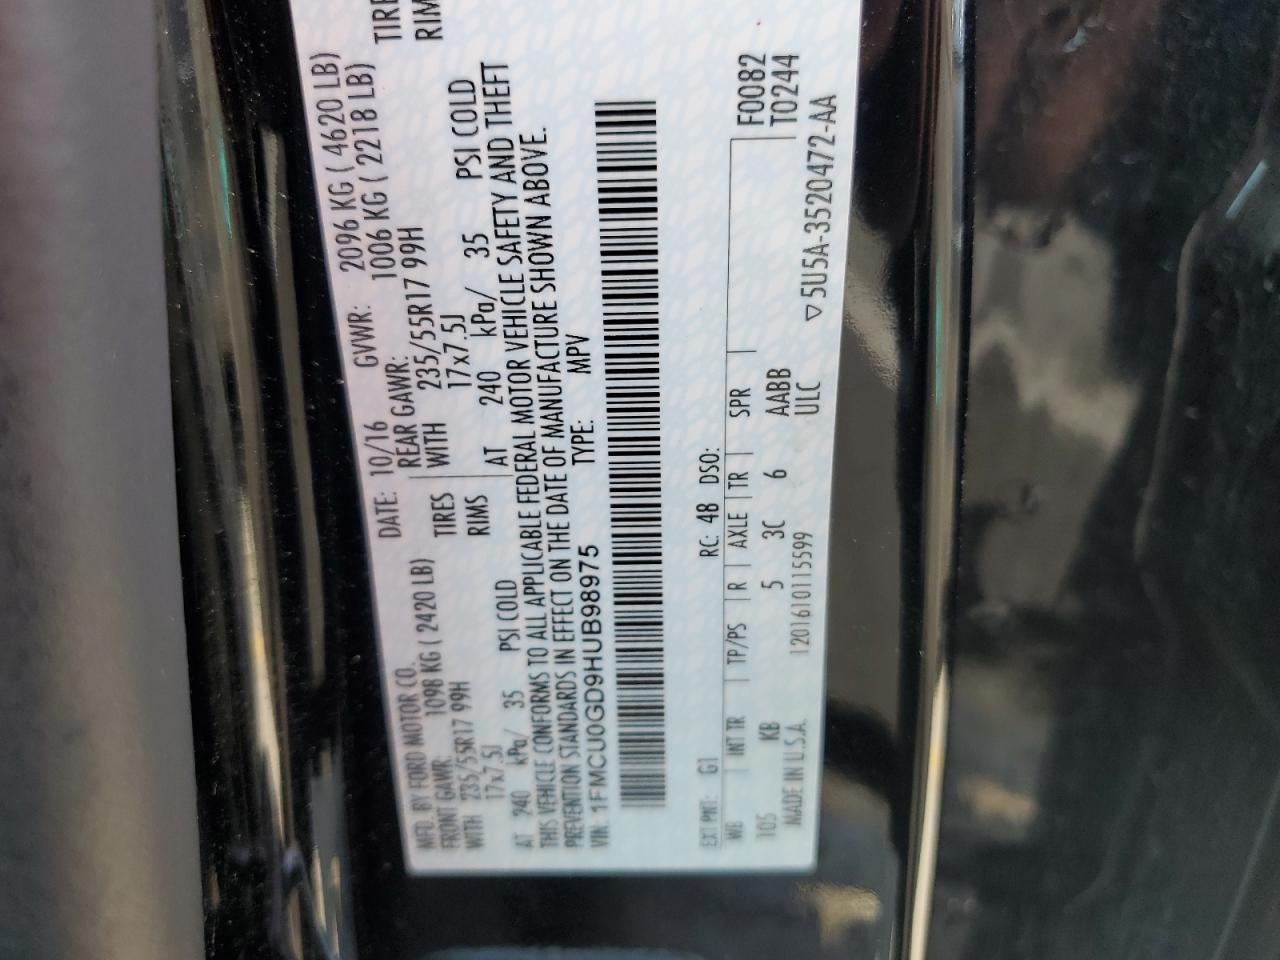 MFD. BY FORD MOTOR CO.
DATE: 10/16 GVWR: 2096 KG ( 4620 LB)
FRONT GAWR: 1098 KG ( 2420 LB)
REAR GAWR: 1006 KG ( 2218 LB)
WITH 235/55R17 99H TIRES
WITH 235/55R17 99H TIRE
17x7.5J RIMS
17x7.5J RIM
AT 240 kPa/ 35 PSI COLD
AT 240 kPa/ 35 PSI COLD
THIS VEHICLE CONFORMS TO ALL APPLICABLE FEDERAL MOTOR VEHICLE SAFETY AND THEFT
PREVENTION STANDARDS IN EFFECT ON THE DATE OF MANUFACTURE SHOWN ABOVE.
VIN: 1FMCU0GD9HUB98975 TYPE: MPV
EXT PNT: G1 RC: 48 DSO: F0082
WB INT TR TP/PS R AXLE TR SPR T0244
105 KB 5 3C 6 AABB
MADE IN U.S.A. 1201610115599 ULC
▽5U5A-3520472-AA